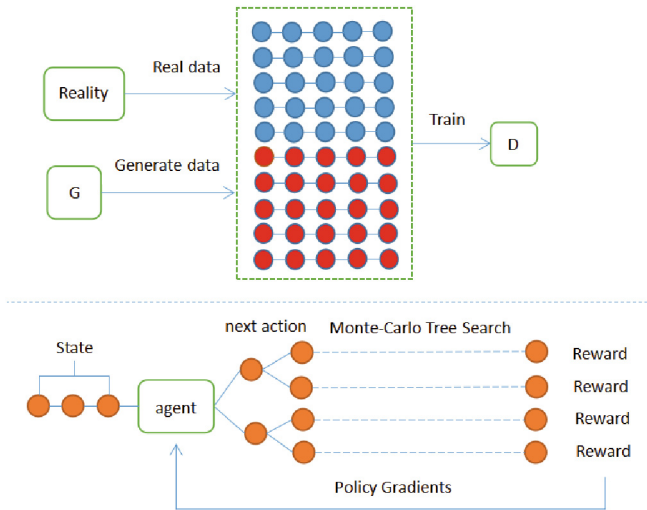 Real data
Reality
Train
D
Generate data
G
next action
Monte-Carlo Tree Search
State
Reward
Reward
agent
Reward
Reward
Policy Gradients